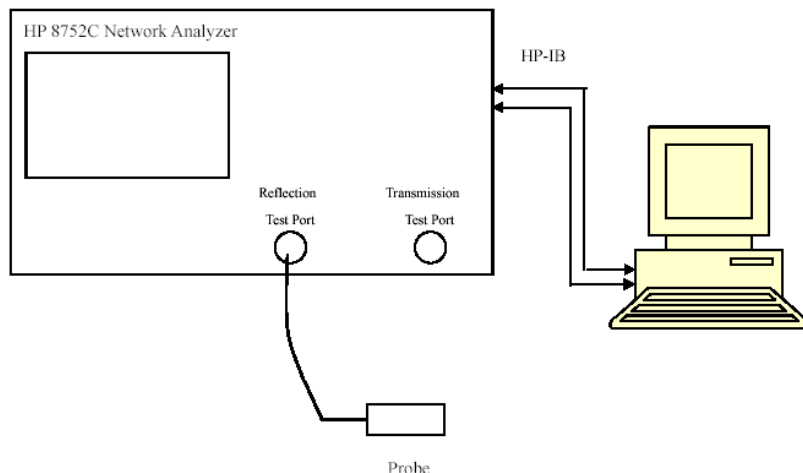 HP 8752C Network Analyzer
HP-IB
Reflection
Test Port
Transmission
Test Port
Probe